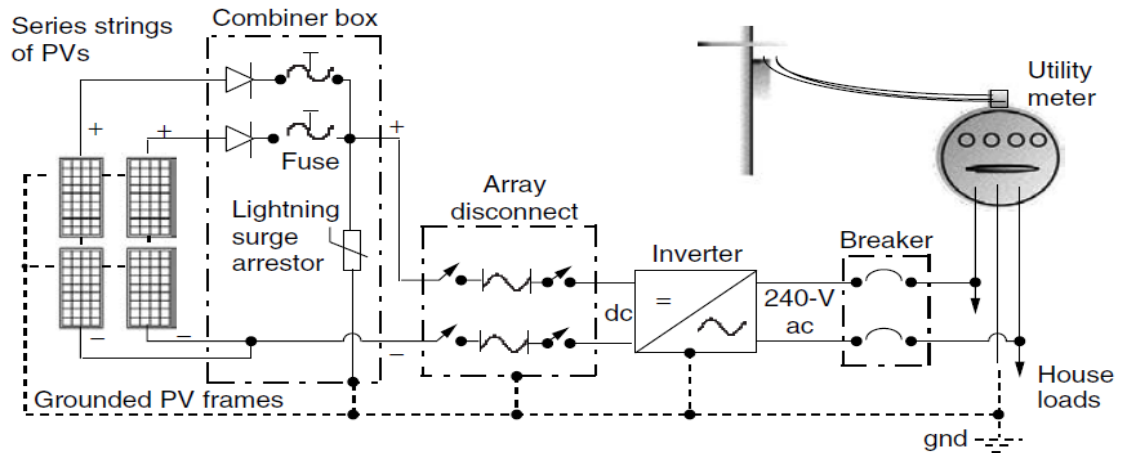 Series strings
of PVs
Combiner box
Utility
meter
+
+
+
Fuse
Lightning
surge
arrestor
Array
disconnect
Inverter
Breaker
=
dc
240-V
ac
−
−
−
Grounded PV frames
House
loads
gnd